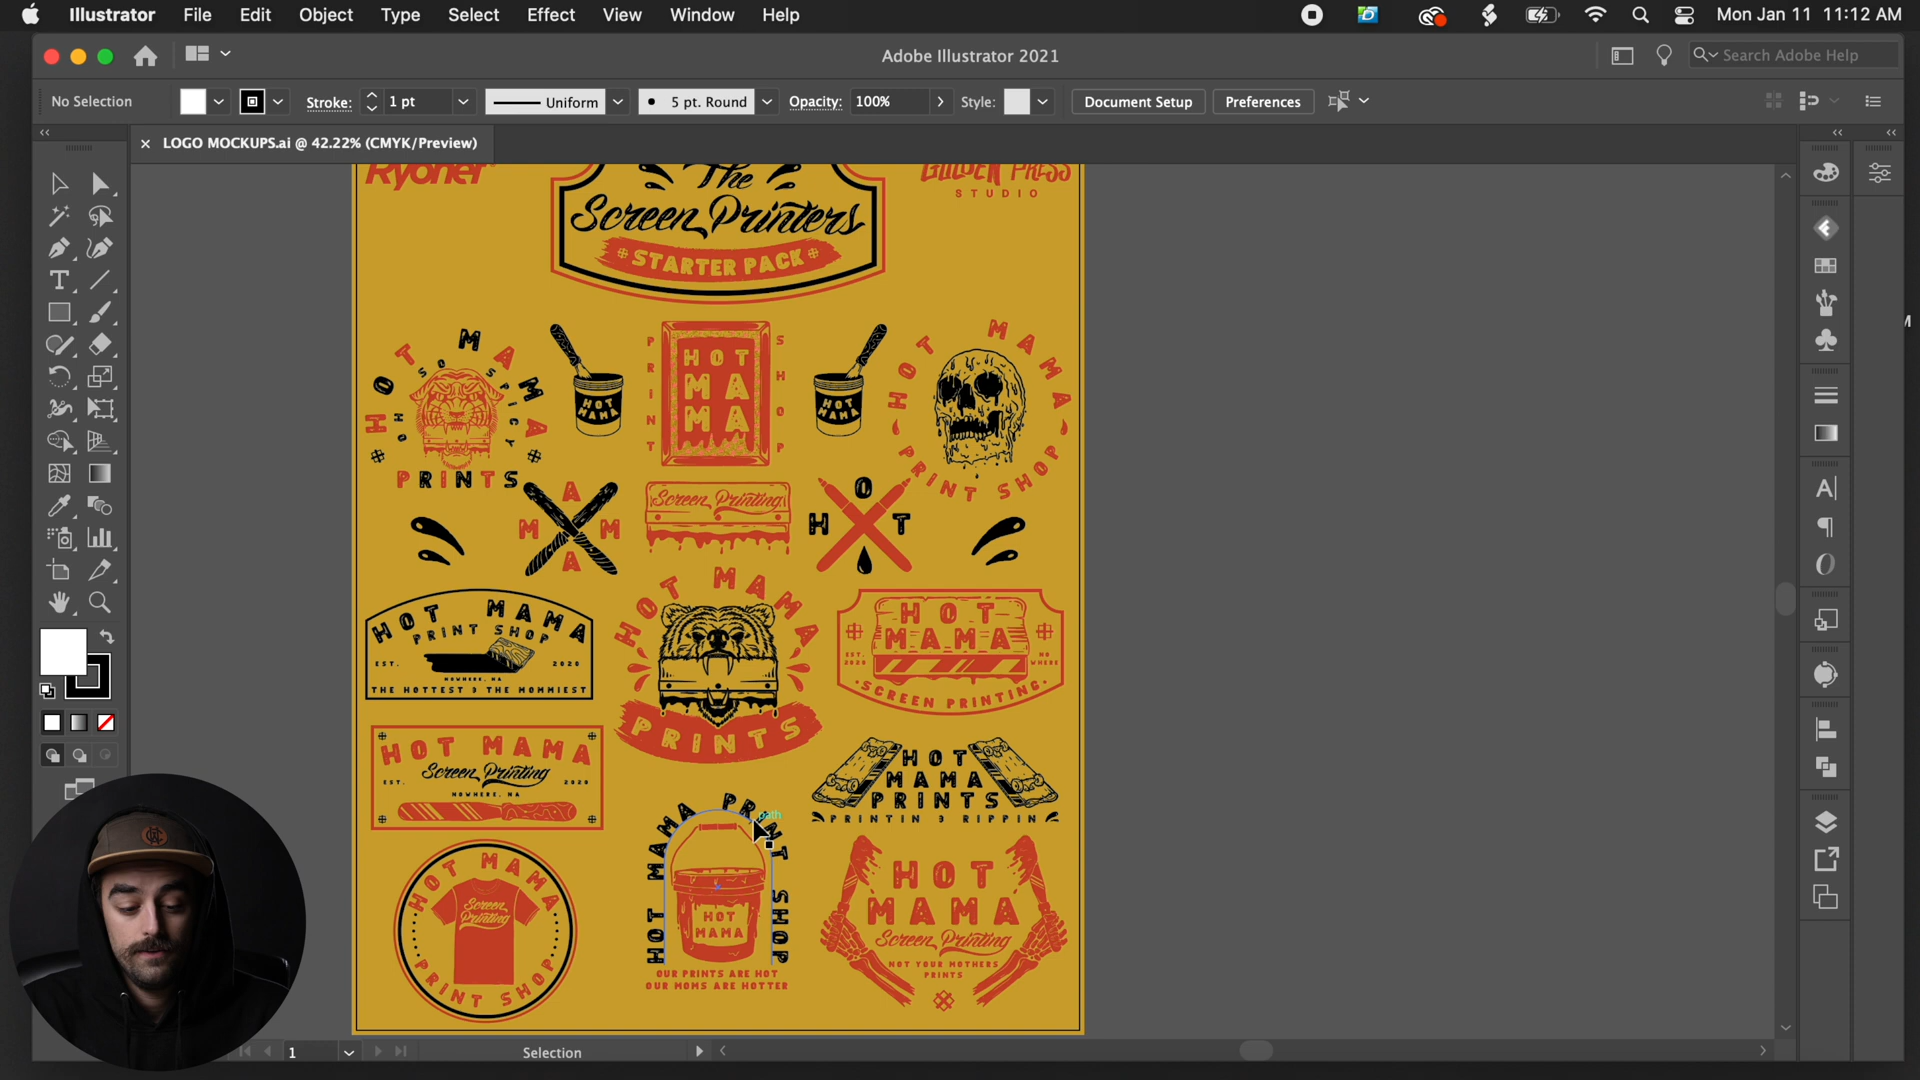 Illustrator File Edit Object Type Select Effect View Window Help Mon Jan 11 11:12 AM
Adobe Illustrator 2021
Search Adobe Help
No Selection Stroke: 1 pt Uniform 5 pt. Round Opacity: 100% Style: Document Setup Preferences
LOGO MOCKUPS.ai @ 42.22% (CMYK/Preview)
Ryonet
The
Screen Printers
STARTER PACK
GOLDEN PRESS
STUDIO
HOT MAMA
HOT SO SPICY
PRINTS
HOT
MAMA
PRINT
HOT
MA
MA
SHOP
HOT
MAMA
HOT MAMA
PRINT SHOP
MAMA
Screen Printing
HOT
HOT MAMA
PRINT SHOP
EST. 2020
NOWHERE, MA
THE HOTTEST & THE MOMMIEST
HOT MAMA
PRINTS
HOT
MAMA
EST. 2020
NO WHERE
SCREEN PRINTING
HOT MAMA
Screen Printing
EST. 2020
NOWHERE, MA
HOT
MAMA
PRINTS
PRINTIN & RIPPIN
HOT MAMA
Screen
Printing
PRINT SHOP
HOT MAMA PRINT SHOP
path
HOT
MAMA
OUR PRINTS ARE HOT
OUR MOMS ARE HOTTER
HOT
MAMA
Screen Printing
NOT YOUR MOTHERS
PRINTS
1 Selection